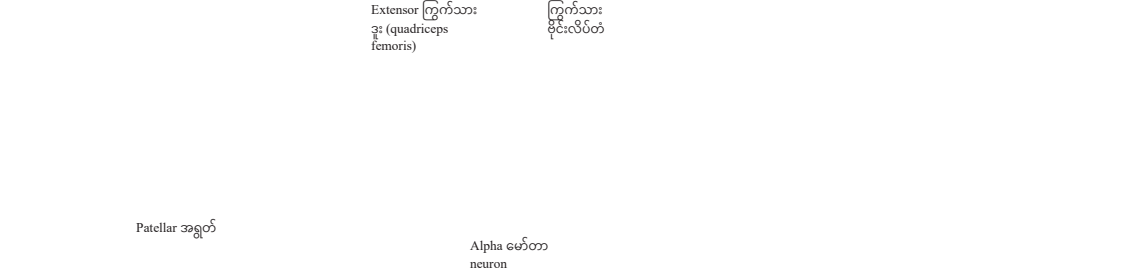 Extensor ကြွက်သား
ဒူး (quadriceps
femoris)
ကြွက်သား
ဗိုင်းလိပ်တံ
Patellar အရွတ်
Alpha မော်တာ
neuron